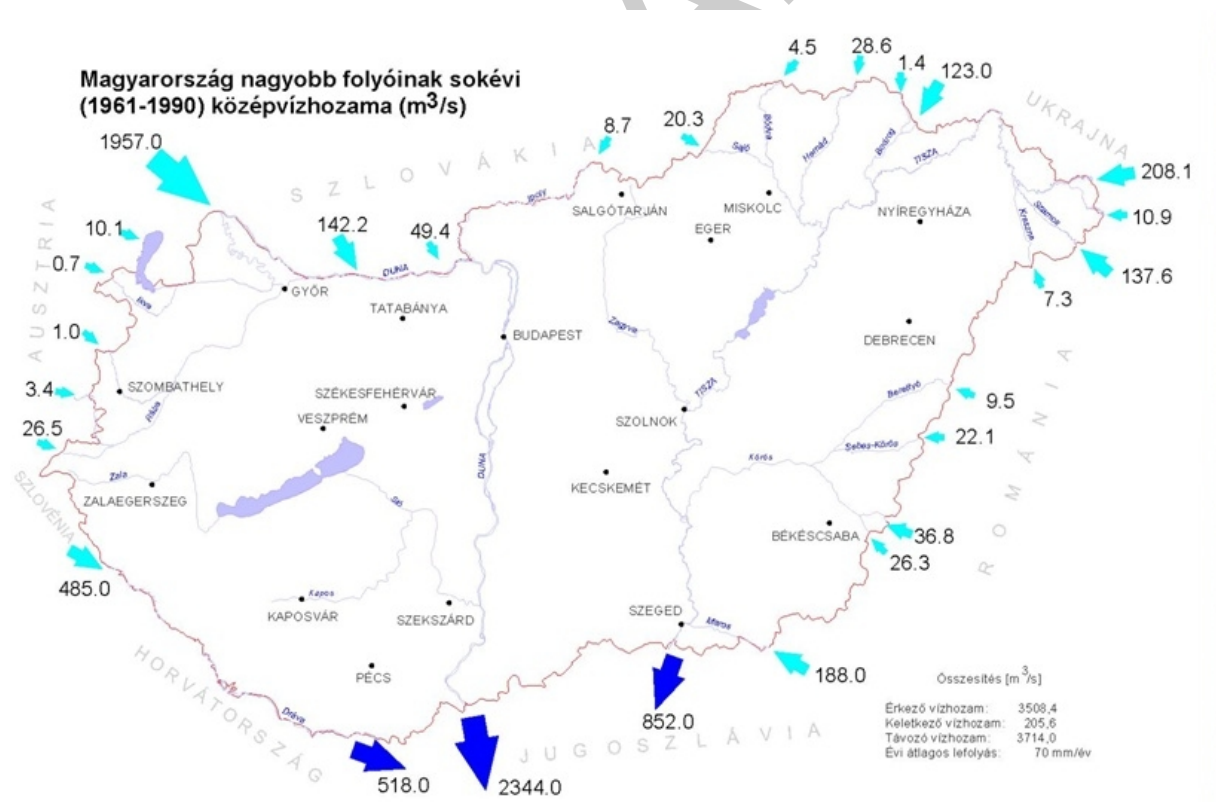 Magyarország nagyobb folyóinak sokévi
(1961-1990) középvízhozama (m³/s)
4.5
28.6
1.4
123.0
UKRAJNA
1957.0
8.7
20.3
SZLOVÁKIA
Bódva
Hernád
Bodrog
Sajó
TISZA
208.1
AUSZTRIA
10.1
142.2
49.4
Ipoly
SALGÓTARJÁN
MISKOLC
EGER
NYÍREGYHÁZA
Szamos
Kraszna
10.9
0.7
DUNA
137.6
7.3
GYŐR
TATABÁNYA
Zagyva
BUDAPEST
DEBRECEN
1.0
ROMÁNIA
SZOMBATHELY
3.4
SZÉKESFEHÉRVÁR
VESZPRÉM
Rába
TISZA
SZOLNOK
Berettyó
9.5
26.5
Sebes-Körös
22.1
Körös
DUNA
SZLOVÉNIA
Zala
ZALAEGERSZEG
KECSKEMÉT
Sió
BÉKÉSCSABA
36.8
26.3
485.0
Kapos
KAPOSVÁR
SZEKSZÁRD
SZEGED
Maros
188.0
HORVÁTORSZÁG
PÉCS
Dráva
852.0
JUGOSZLÁVIA
518.0
2344.0
Összesítés [m³/s]
Érkező vízhozam: 3508,4
Keletkező vízhozam: 205,6
Távozó vízhozam: 3714,0
Évi átlagos lefolyás: 70 mm/év